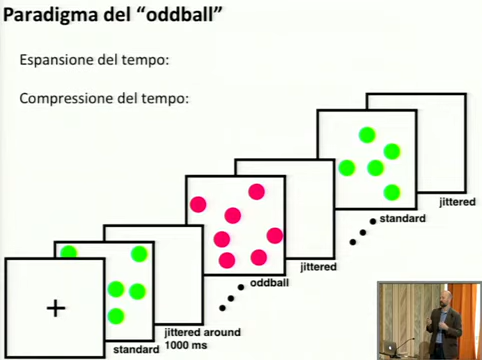 Paradigma del “oddball”
Espansione del tempo:
Compressione del tempo:
+
standard
jittered around
1000 ms
oddball
jittered
standard
jittered